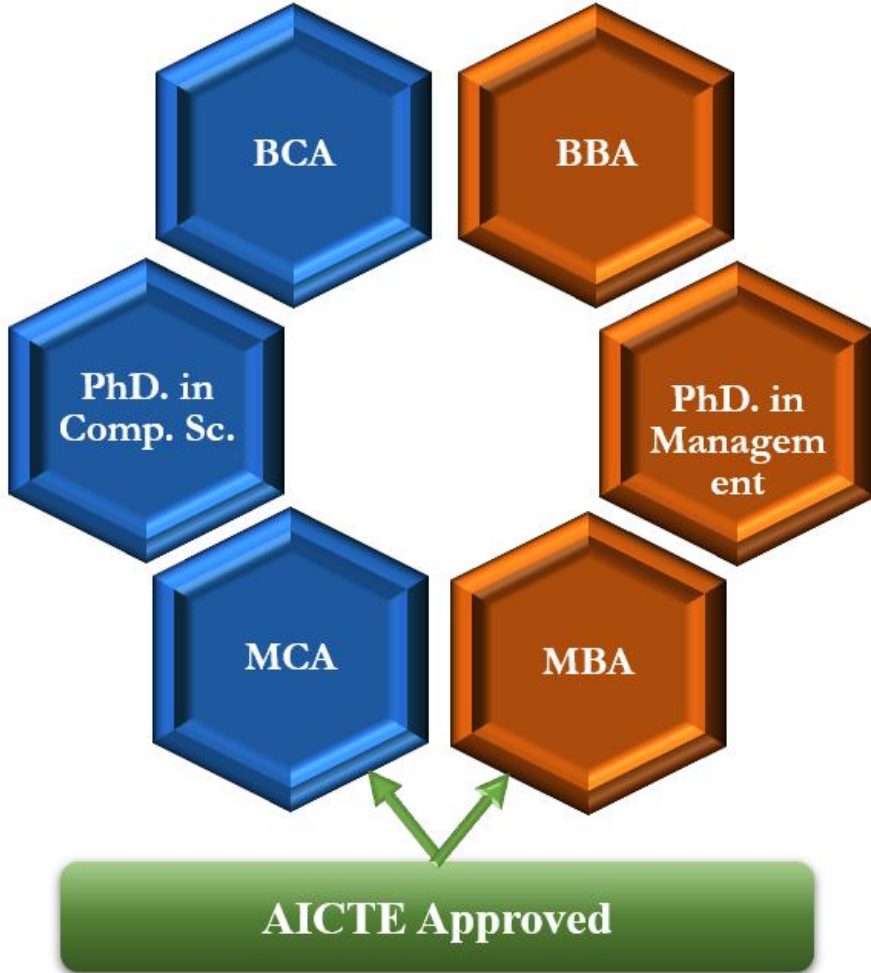 BCA
BBA
PhD. in
Comp. Sc.
PhD. in
Managem
ent
MCA
MBA
AICTE Approved